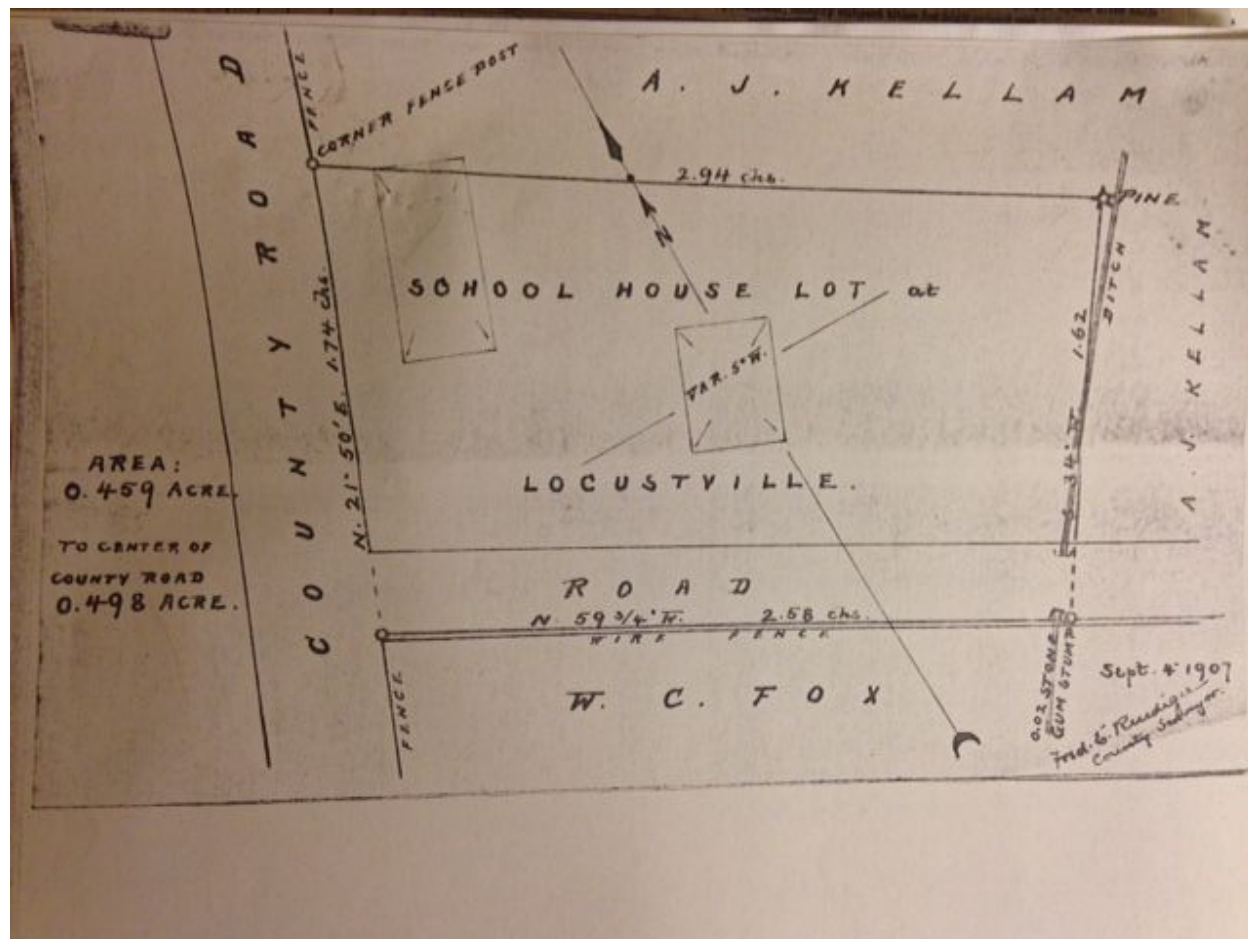 COUNTY ROAD
FENCE
CORNER FENCE POST
A. J. KELLAM
2.94 chs.
PINE
N
DITCH
SCHOOL HOUSE LOT at
VAR. 5° W.
LOCUSTVILLE.
N. 21° 50' E. 1.74 chs.
1.62
34° W
A. J. KELLAM.
AREA:
0.459 ACRE.
TO CENTER OF
COUNTY ROAD
0.498 ACRE.
ROAD
N. 59 3/4° W. 2.58 chs.
WIRE FENCE
FENCE
W. C. FOX
0.02 STONE
GUM STUMP
Sept. 4 1907
County Surveyor.